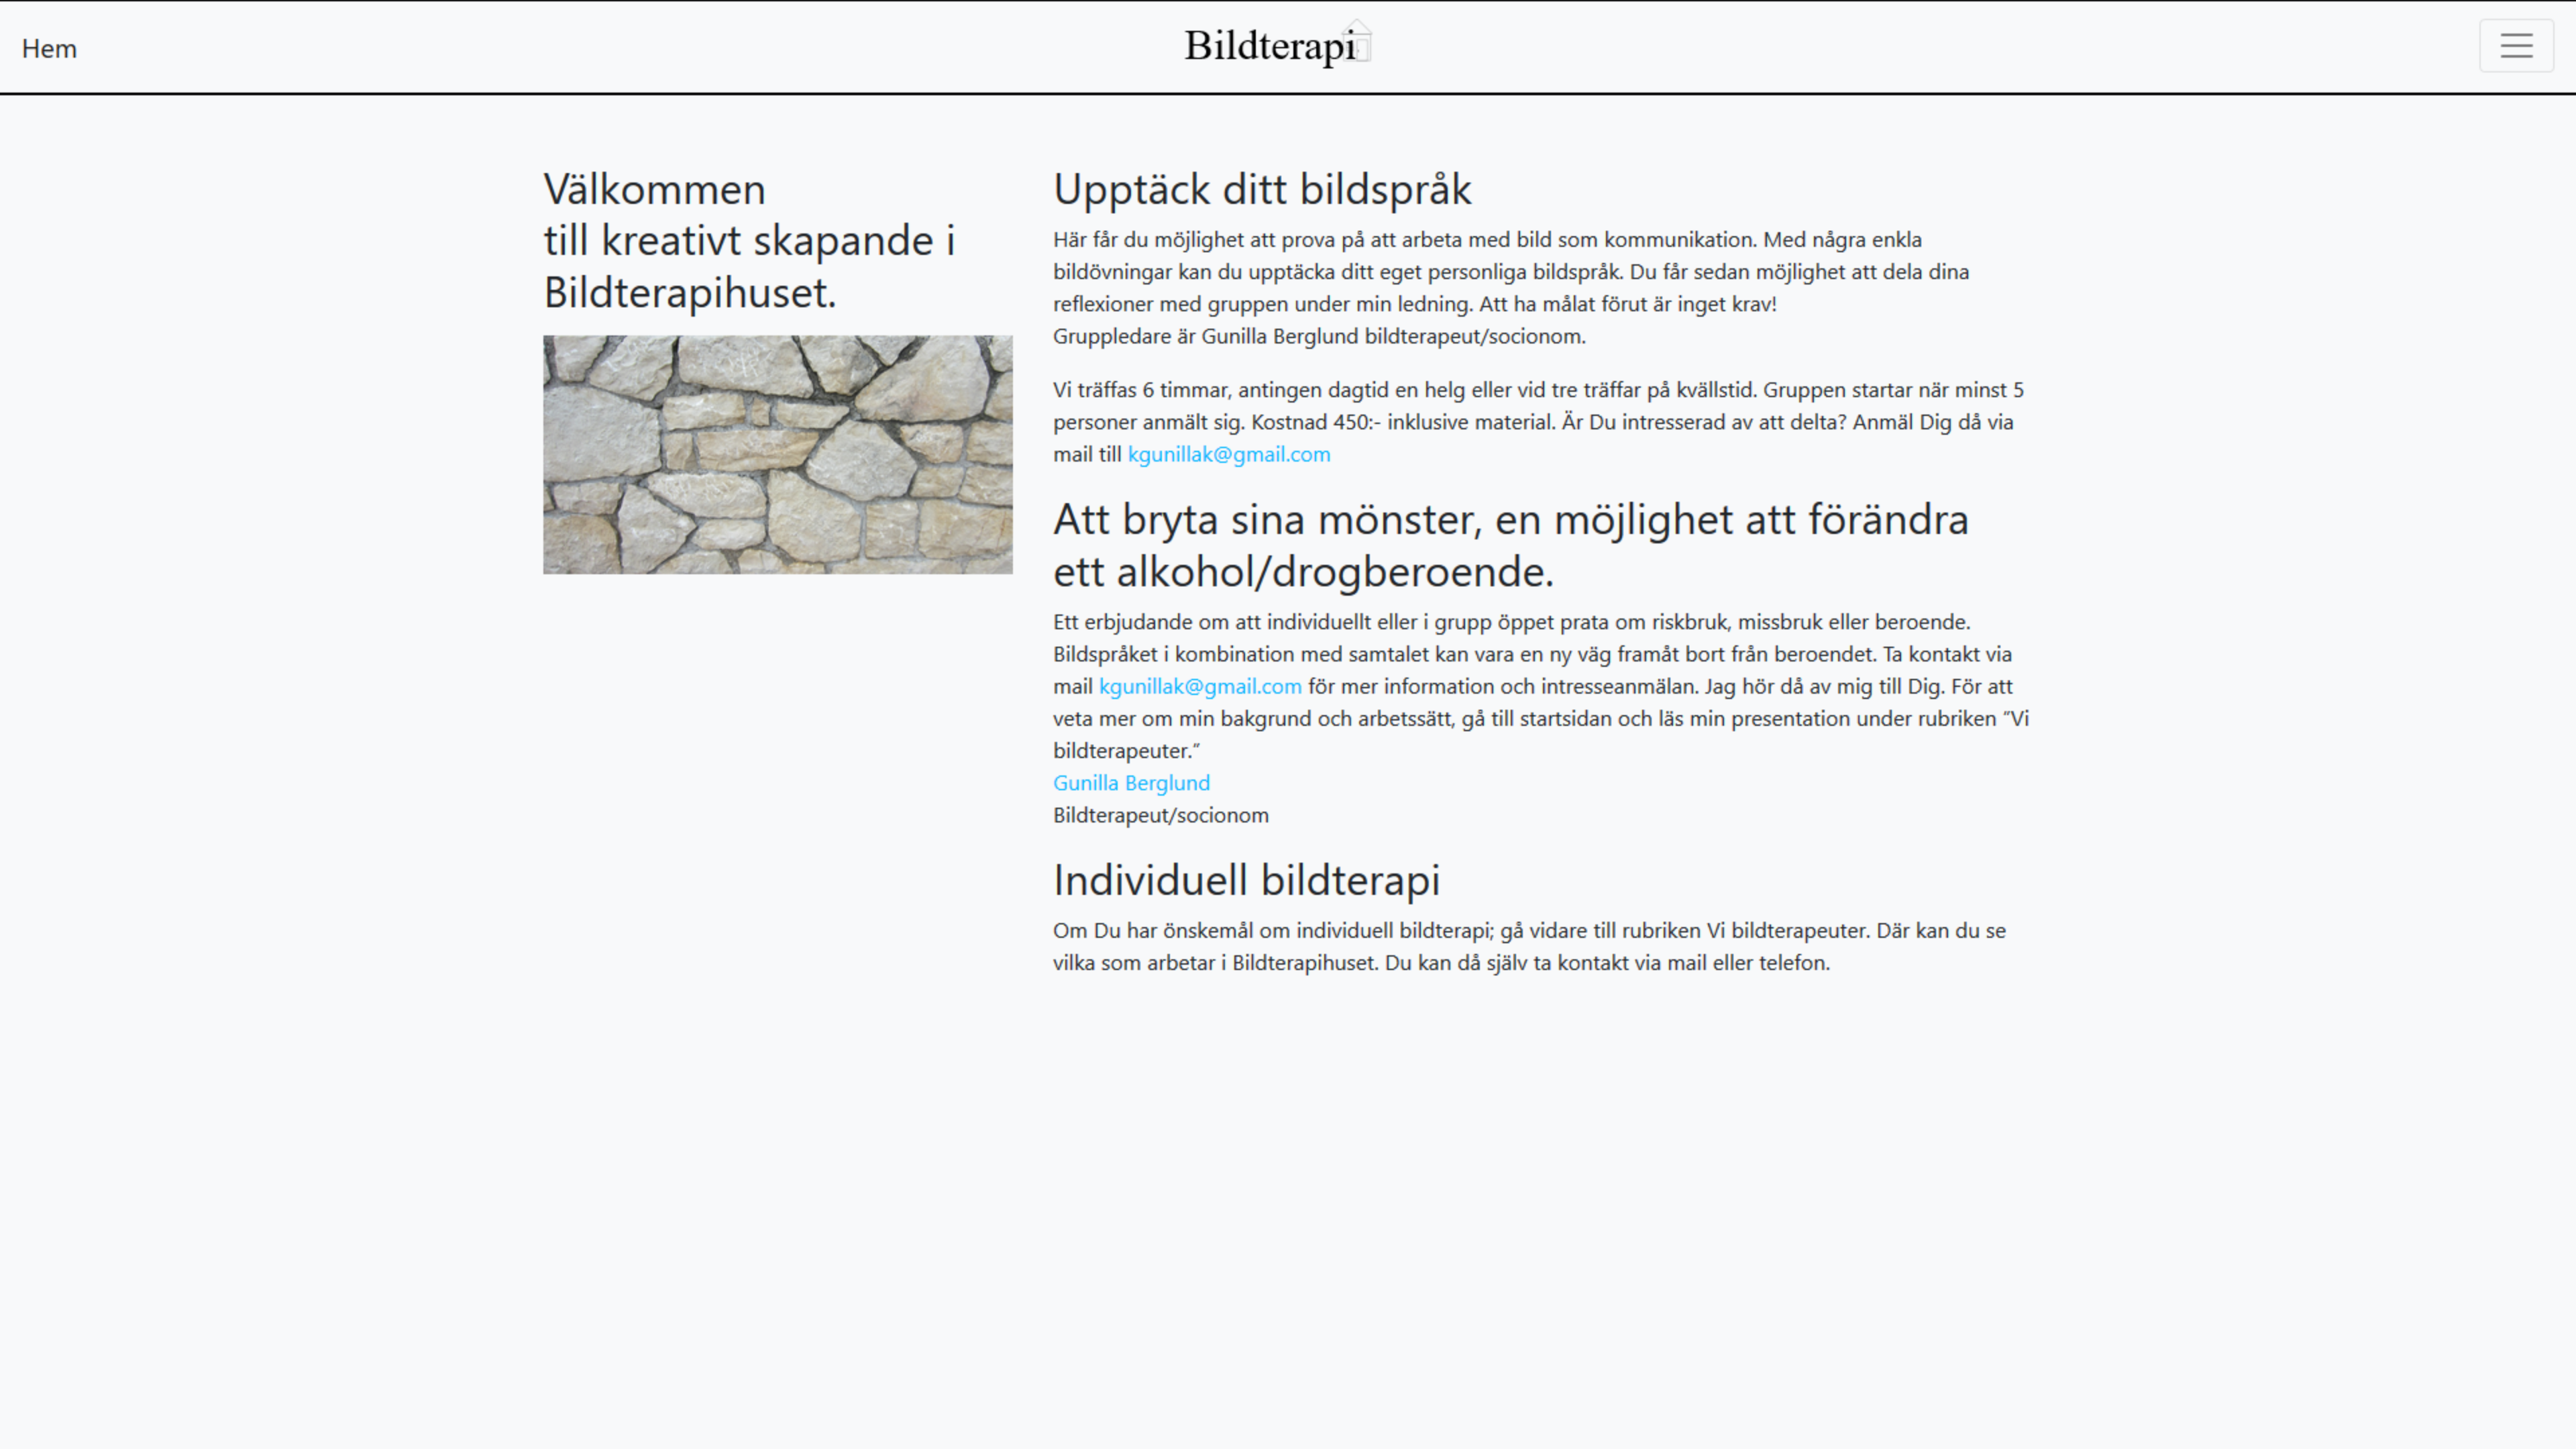 Hem
Bildterapi
Välkommen
till kreativt skapande i
Bildterapihuset.
Upptäck ditt bildspråk
Här får du möjlighet att prova på att arbeta med bild som kommunikation. Med några enkla
bildövningar kan du upptäcka ditt eget personliga bildspråk. Du får sedan möjlighet att dela dina
reflexioner med gruppen under min ledning. Att ha målat förut är inget krav!
Gruppledare är Gunilla Berglund bildterapeut/socionom.
Vi träffas 6 timmar, antingen dagtid en helg eller vid tre träffar på kvällstid. Gruppen startar när minst 5
personer anmält sig. Kostnad 450:- inklusive material. Är Du intresserad av att delta? Anmäl Dig då via
mail till kgunillak@gmail.com
Att bryta sina mönster, en möjlighet att förändra
ett alkohol/drogberoende.
Ett erbjudande om att individuellt eller i grupp öppet prata om riskbruk, missbruk eller beroende.
Bildspråket i kombination med samtalet kan vara en ny väg framåt bort från beroendet. Ta kontakt via
mail kgunillak@gmail.com för mer information och intresseanmälan. Jag hör då av mig till Dig. För att
veta mer om min bakgrund och arbetssätt, gå till startsidan och läs min presentation under rubriken “Vi
bildterapeuter.”
Gunilla Berglund
Bildterapeut/socionom
Individuell bildterapi
Om Du har önskemål om individuell bildterapi; gå vidare till rubriken Vi bildterapeuter. Där kan du se
vilka som arbetar i Bildterapihuset. Du kan då själv ta kontakt via mail eller telefon.